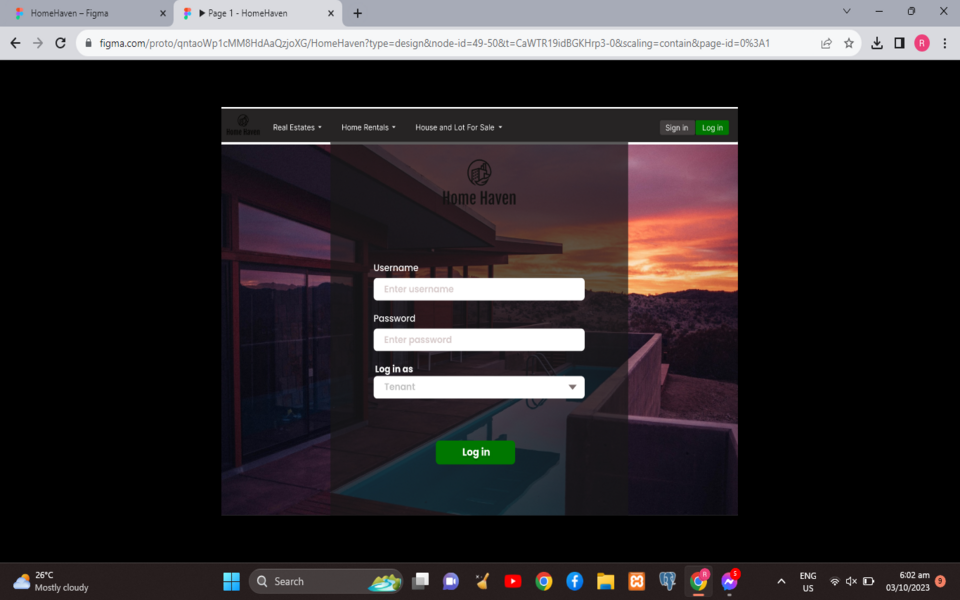 HomeHaven – Figma
Page 1 - HomeHaven
figma.com/proto/qntaoWp1cMM8HdAaQzjoXG/HomeHaven?type=design&node-id=49-50&t=CaWTR19idBGKHrp3-0&scaling=contain&page-id=0%3A1
R
Home Haven
Real Estates
Home Rentals
House and Lot For Sale
Sign in
Log in
Home Haven
Username
Enter username
Password
Enter password
Log in as
Tenant
Log in
26°C
Mostly cloudy
Search
R
5
ENG
US
6:02 am
03/10/2023
9